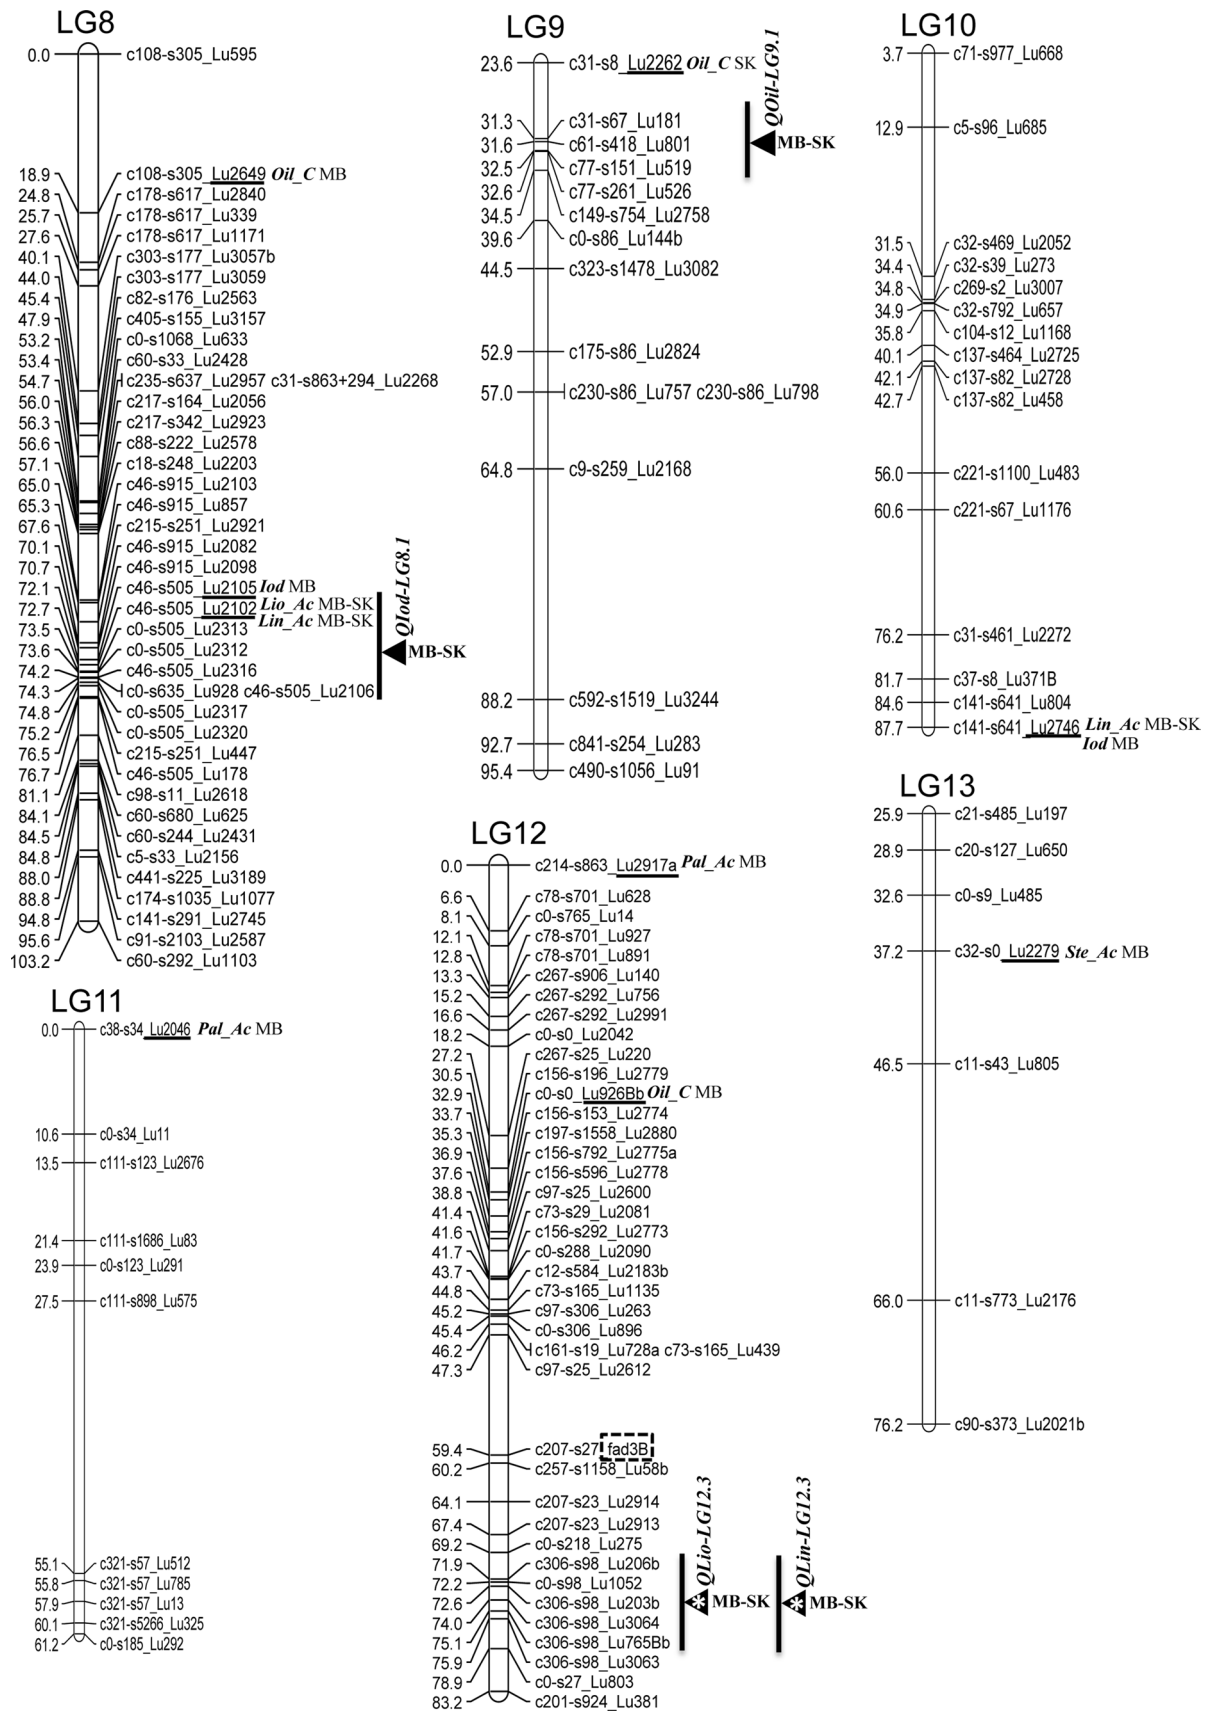 LG8
0.0 c108-s305_Lu595
18.9 c108-s305_Lu2649 Oil_C MB
24.8 c178-s617_Lu2840
25.7 c178-s617_Lu339
27.6 c178-s617_Lu1171
40.1 c303-s177_Lu3057b
44.0 c303-s177_Lu3059
45.4 c82-s176_Lu2563
47.9 c405-s155_Lu3157
53.2 c0-s1068_Lu633
53.4 c60-s33_Lu2428
54.7 c235-s637_Lu2957 c31-s863+294_Lu2268
56.0 c217-s164_Lu2056
56.3 c217-s342_Lu2923
56.6 c88-s222_Lu2578
57.1 c18-s248_Lu2203
65.0 c46-s915_Lu2103
65.3 c46-s915_Lu857
67.6 c215-s251_Lu2921
70.1 c46-s915_Lu2082
70.7 c46-s915_Lu2098
72.1 c46-s505_Lu2105 Iod MB
72.7 c46-s505_Lu2102 Lio_Ac MB-SK
Lin_Ac MB-SK
73.5 c0-s505_Lu2313
73.6 c0-s505_Lu2312
74.2 c46-s505_Lu2316
74.3 c0-s635_Lu928 c46-s505_Lu2106
74.8 c0-s505_Lu2317
75.2 c0-s505_Lu2320
76.5 c215-s251_Lu447
76.7 c46-s505_Lu178
81.1 c98-s11_Lu2618
84.1 c60-s680_Lu625
84.5 c60-s244_Lu2431
84.8 c5-s33_Lu2156
88.0 c441-s225_Lu3189
88.8 c174-s1035_Lu1077
94.8 c141-s291_Lu2745
95.6 c91-s2103_Lu2587
103.2 c60-s292_Lu1103
QIod-LG8.1
MB-SK
LG9
23.6 c31-s8_Lu2262 Oil_C SK
31.3 c31-s67_Lu181
31.6 c61-s418_Lu801
32.5 c77-s151_Lu519
32.6 c77-s261_Lu526
34.5 c149-s754_Lu2758
39.6 c0-s86_Lu144b
44.5 c323-s1478_Lu3082
52.9 c175-s86_Lu2824
57.0 c230-s86_Lu757 c230-s86_Lu798
64.8 c9-s259_Lu2168
88.2 c592-s1519_Lu3244
92.7 c841-s254_Lu283
95.4 c490-s1056_Lu91
QOil-LG9.1
MB-SK
LG10
3.7 c71-s977_Lu668
12.9 c5-s96_Lu685
31.5 c32-s469_Lu2052
34.4 c32-s39_Lu273
34.8 c269-s2_Lu3007
34.9 c32-s792_Lu657
35.8 c104-s12_Lu1168
40.1 c137-s464_Lu2725
42.1 c137-s82_Lu2728
42.7 c137-s82_Lu458
56.0 c221-s1100_Lu483
60.6 c221-s67_Lu1176
76.2 c31-s461_Lu2272
81.7 c37-s8_Lu371B
84.6 c141-s641_Lu804
87.7 c141-s641_Lu2746 Lin_Ac MB-SK
Iod MB
LG11
0.0 c38-s34_Lu2046 Pal_Ac MB
10.6 c0-s34_Lu11
13.5 c111-s123_Lu2676
21.4 c111-s1686_Lu83
23.9 c0-s123_Lu291
27.5 c111-s898_Lu575
55.1 c321-s57_Lu512
55.8 c321-s57_Lu785
57.9 c321-s57_Lu13
60.1 c321-s5266_Lu325
61.2 c0-s185_Lu292
LG12
0.0 c214-s863_Lu2917a Pal_Ac MB
6.6 c78-s701_Lu628
8.1 c0-s765_Lu14
12.1 c78-s701_Lu927
12.8 c78-s701_Lu891
13.3 c267-s906_Lu140
15.2 c267-s292_Lu756
16.6 c267-s292_Lu2991
18.2 c0-s0_Lu2042
27.2 c267-s25_Lu220
30.5 c156-s196_Lu2779
32.9 c0-s0_Lu926Bb Oil_C MB
33.7 c156-s153_Lu2774
35.3 c197-s1558_Lu2880
36.9 c156-s792_Lu2775a
37.6 c156-s596_Lu2778
38.8 c97-s25_Lu2600
41.4 c73-s29_Lu2081
41.6 c156-s292_Lu2773
41.7 c0-s288_Lu2090
43.7 c12-s584_Lu2183b
44.8 c73-s165_Lu1135
45.2 c97-s306_Lu263
45.4 c0-s306_Lu896
46.2 c161-s19_Lu728a c73-s165_Lu439
47.3 c97-s25_Lu2612
59.4 c207-s27 fad3B
60.2 c257-s1158_Lu58b
64.1 c207-s23_Lu2914
67.4 c207-s23_Lu2913
69.2 c0-s218_Lu275
71.9 c306-s98_Lu206b
72.2 c0-s98_Lu1052
72.6 c306-s98_Lu203b
74.0 c306-s98_Lu3064
75.1 c306-s98_Lu765Bb
75.9 c306-s98_Lu3063
78.9 c0-s27_Lu803
83.2 c201-s924_Lu381
QLio-LG12.3
MB-SK
QLin-LG12.3
MB-SK
LG13
25.9 c21-s485_Lu197
28.9 c20-s127_Lu650
32.6 c0-s9_Lu485
37.2 c32-s0_Lu2279 Ste_Ac MB
46.5 c11-s43_Lu805
66.0 c11-s773_Lu2176
76.2 c90-s373_Lu2021b